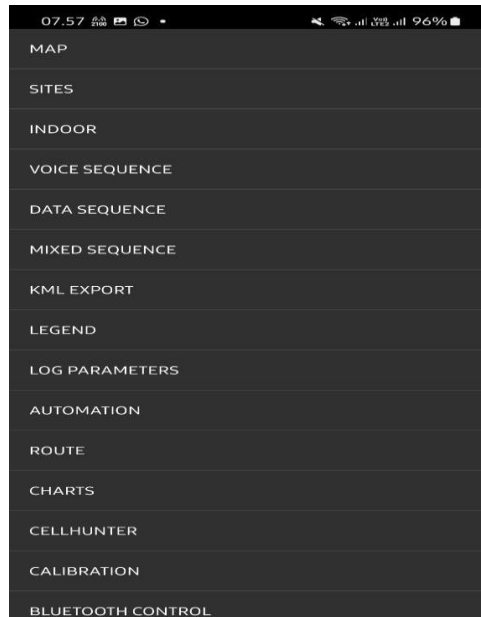 07.57 96%
MAP
SITES
INDOOR
VOICE SEQUENCE
DATA SEQUENCE
MIXED SEQUENCE
KML EXPORT
LEGEND
LOG PARAMETERS
AUTOMATION
ROUTE
CHARTS
CELLHUNTER
CALIBRATION
BLUETOOTH CONTROL